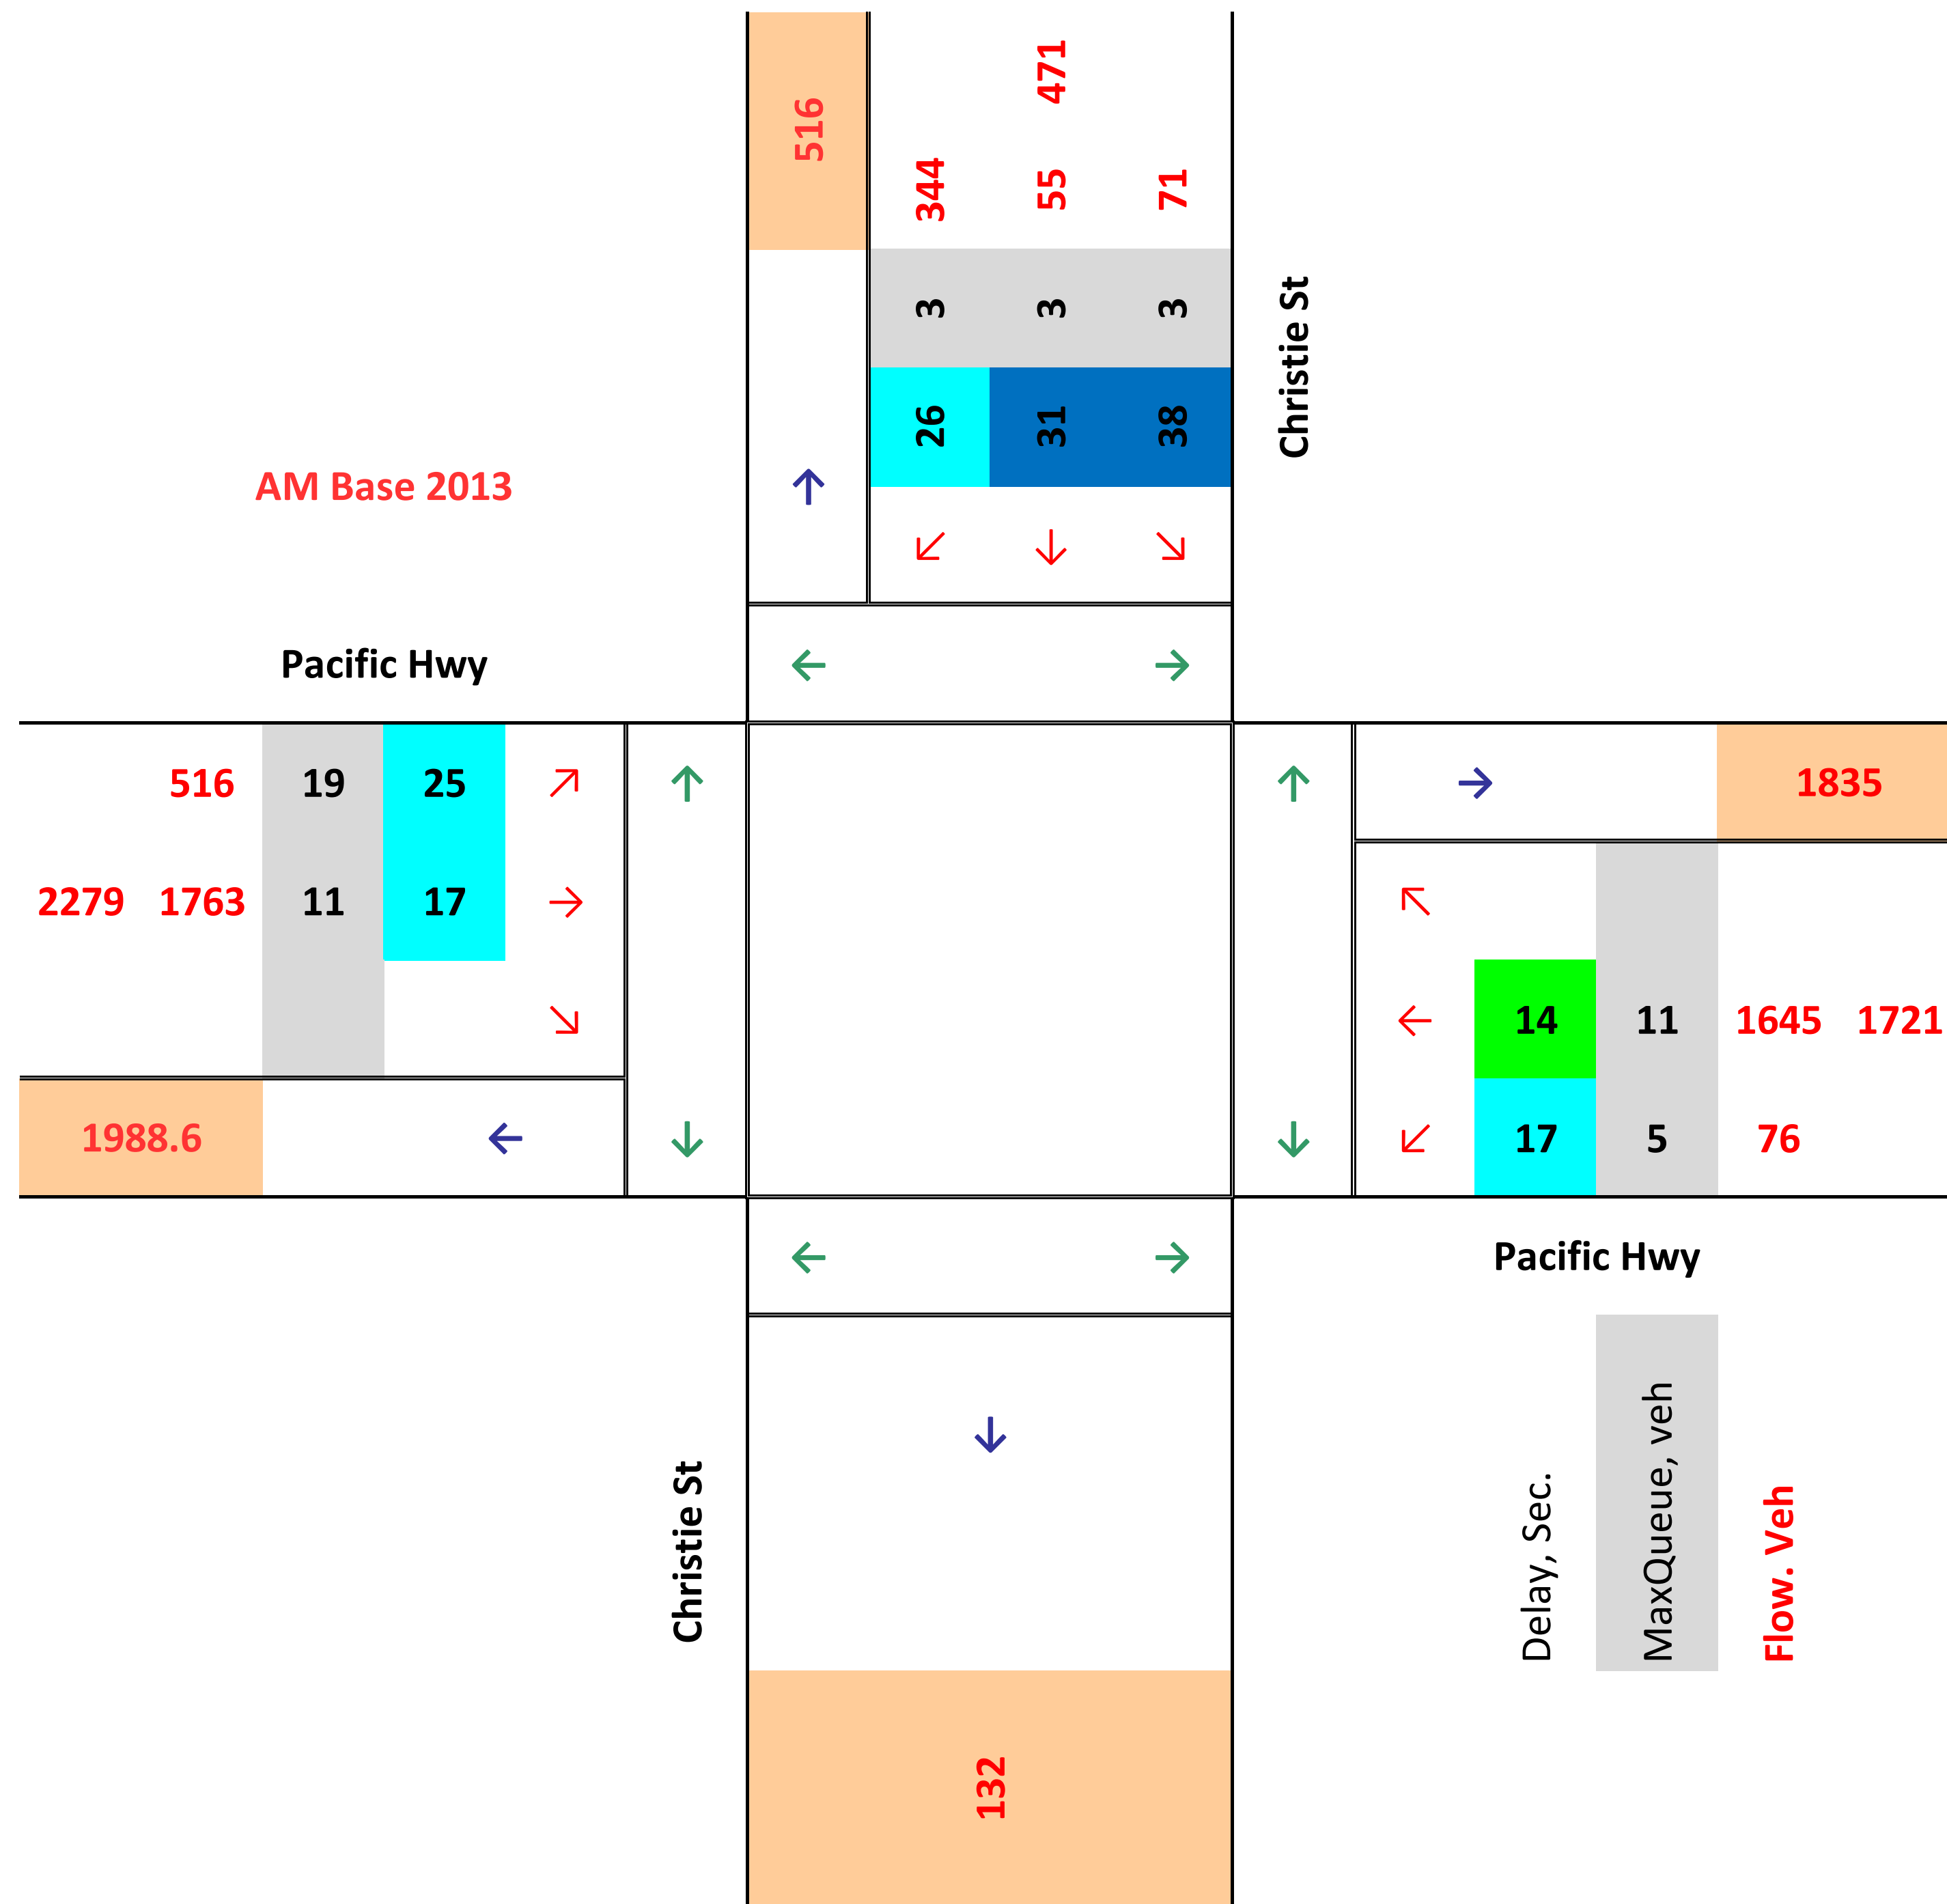 471
516
344 55 71
3 3 3
26 31 38
Christie St
AM Base 2013
Pacific Hwy
516 19 25
1835
2279 1763 11 17
14 11 1645 1721
1988.6
17 5 76
Pacific Hwy
Christie St
Delay, Sec.
MaxQueue, veh
Flow. Veh
132